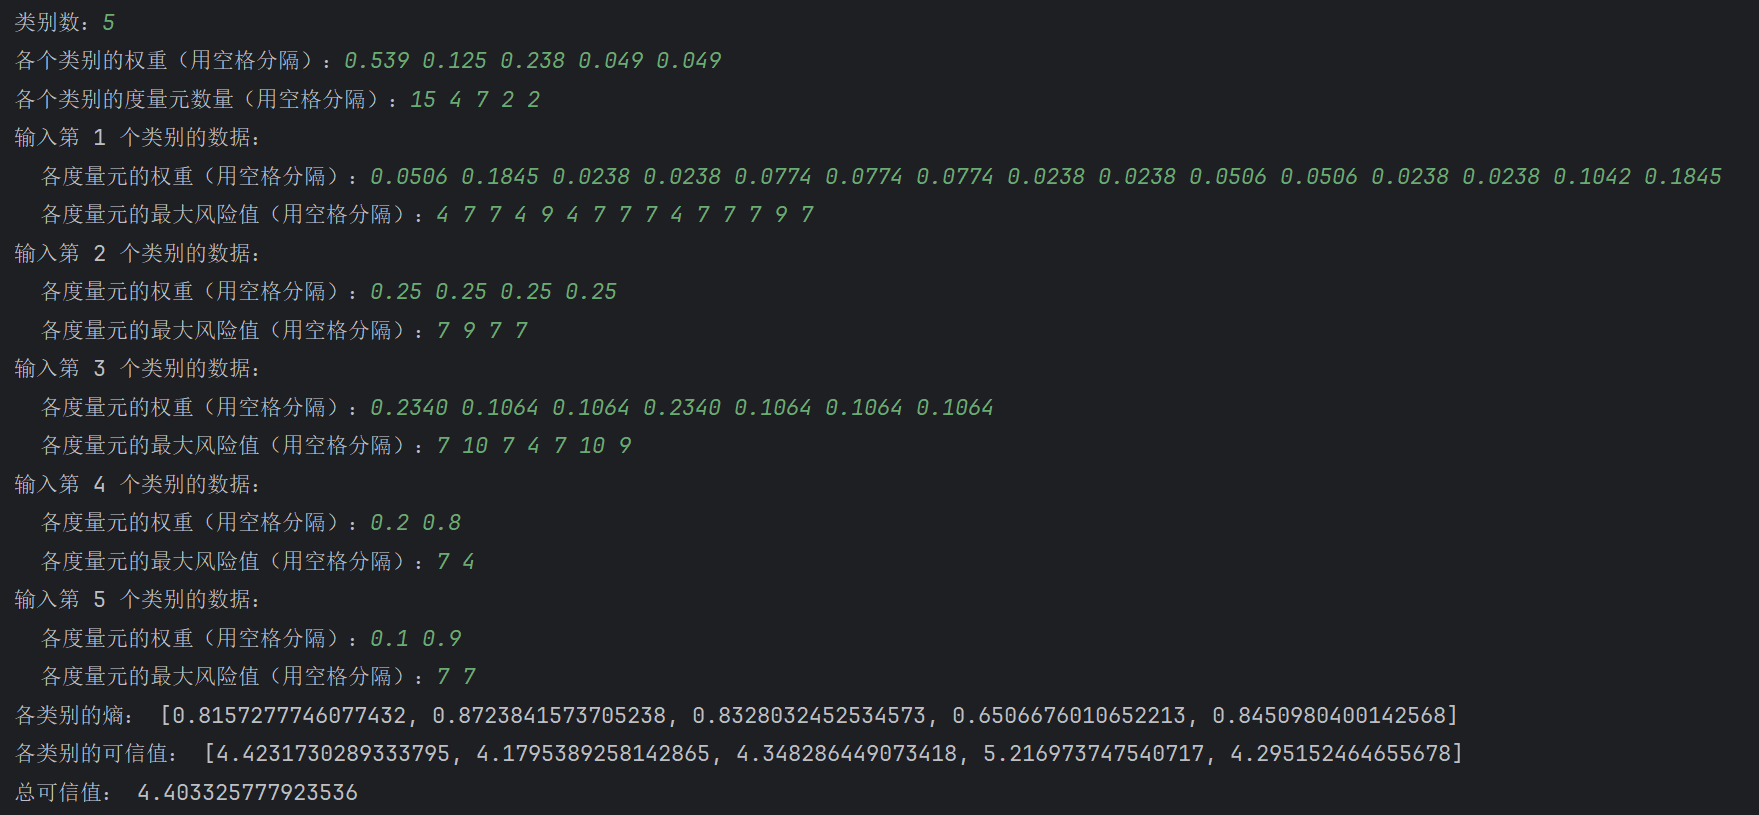 类别数：5
各个类别的权重（用空格分隔）：0.539 0.125 0.238 0.049 0.049
各个类别的度量元数量（用空格分隔）：15 4 7 2 2
输入第 1 个类别的数据：
各度量元的权重（用空格分隔）：0.0506 0.1845 0.0238 0.0238 0.0774 0.0774 0.0774 0.0238 0.0238 0.0506 0.0506 0.0238 0.0238 0.1042 0.1845
各度量元的最大风险值（用空格分隔）：4 7 7 4 9 4 7 7 7 4 7 7 7 9 7
输入第 2 个类别的数据：
各度量元的权重（用空格分隔）：0.25 0.25 0.25 0.25
各度量元的最大风险值（用空格分隔）：7 9 7 7
输入第 3 个类别的数据：
各度量元的权重（用空格分隔）：0.2340 0.1064 0.1064 0.2340 0.1064 0.1064 0.1064
各度量元的最大风险值（用空格分隔）：7 10 7 4 7 10 9
输入第 4 个类别的数据：
各度量元的权重（用空格分隔）：0.2 0.8
各度量元的最大风险值（用空格分隔）：7 4
输入第 5 个类别的数据：
各度量元的权重（用空格分隔）：0.1 0.9
各度量元的最大风险值（用空格分隔）：7 7
各类别的熵： [0.8157277746077432, 0.8723841573705238, 0.8328032452534573, 0.6506676010652213, 0.8450980400142568]
各类别的可信值： [4.4231730289333795, 4.1795389258142865, 4.348286449073418, 5.216973747540717, 4.295152464655678]
总可信值： 4.403325777923536